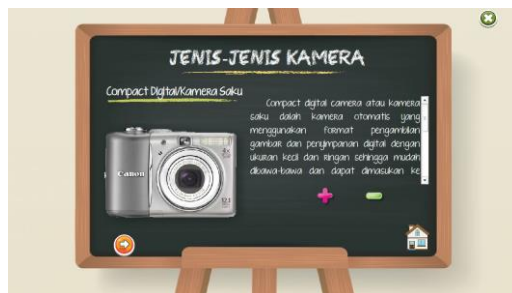 JENIS-JENIS KAMERA
Compact Digital/Kamera Saku
Compact digital camera atau kamera
saku dalah kamera otomatis yang
menggunakan format pengambilan
gambar dan penyimpanan digital dengan
ukuran kecil dan ringan sehingga mudah
dibawa-bawa dan dapat dimasukan ke
Canon